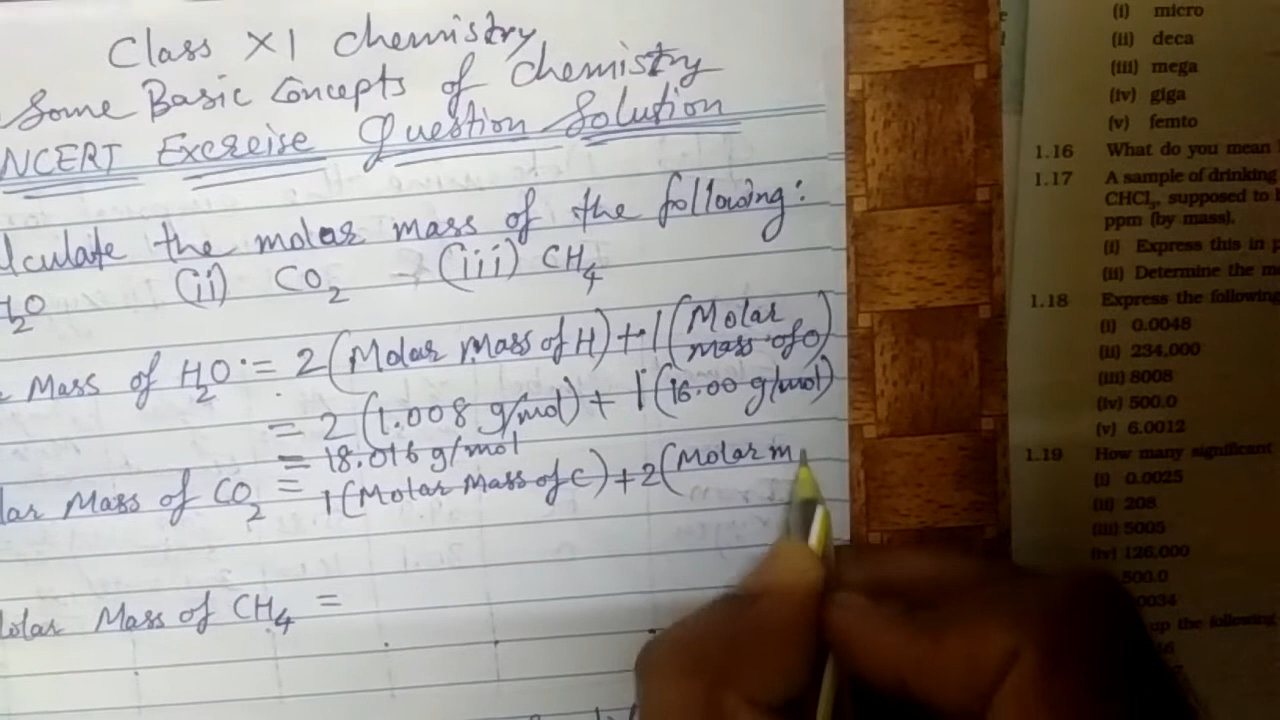 Class XI Chemistry
Some Basic Concepts of Chemistry
NCERT Excreise Question Solution
lculate the molar mass of the following:
H₂O (ii) CO₂ (iii) CH₄
Mass of H₂O = 2 (Molar Mass of H) + 1 (Molar mass of O)
= 2 (1.008 g/mol) + 1 (16.00 g/mol)
= 18.016 g/mol
lar Mass of CO₂ = 1 (Molar Mass of C) + 2 (Molar m
olar Mass of CH₄ =
(i) micro
(ii) deca
(iii) mega
(iv) giga
(v) femto
1.16 What do you mean
1.17 A sample of drinking
CHCl₃, supposed to
ppm (by mass).
(i) Express this in
(ii) Determine the m
1.18 Express the following
(i) 0.0048
(ii) 234,000
(iii) 8008
(iv) 500.0
(v) 6.0012
1.19 How many significant
(i) 0.0025
(ii) 208
(iii) 5005
(iv) 126,000
500.0
0034
up the following